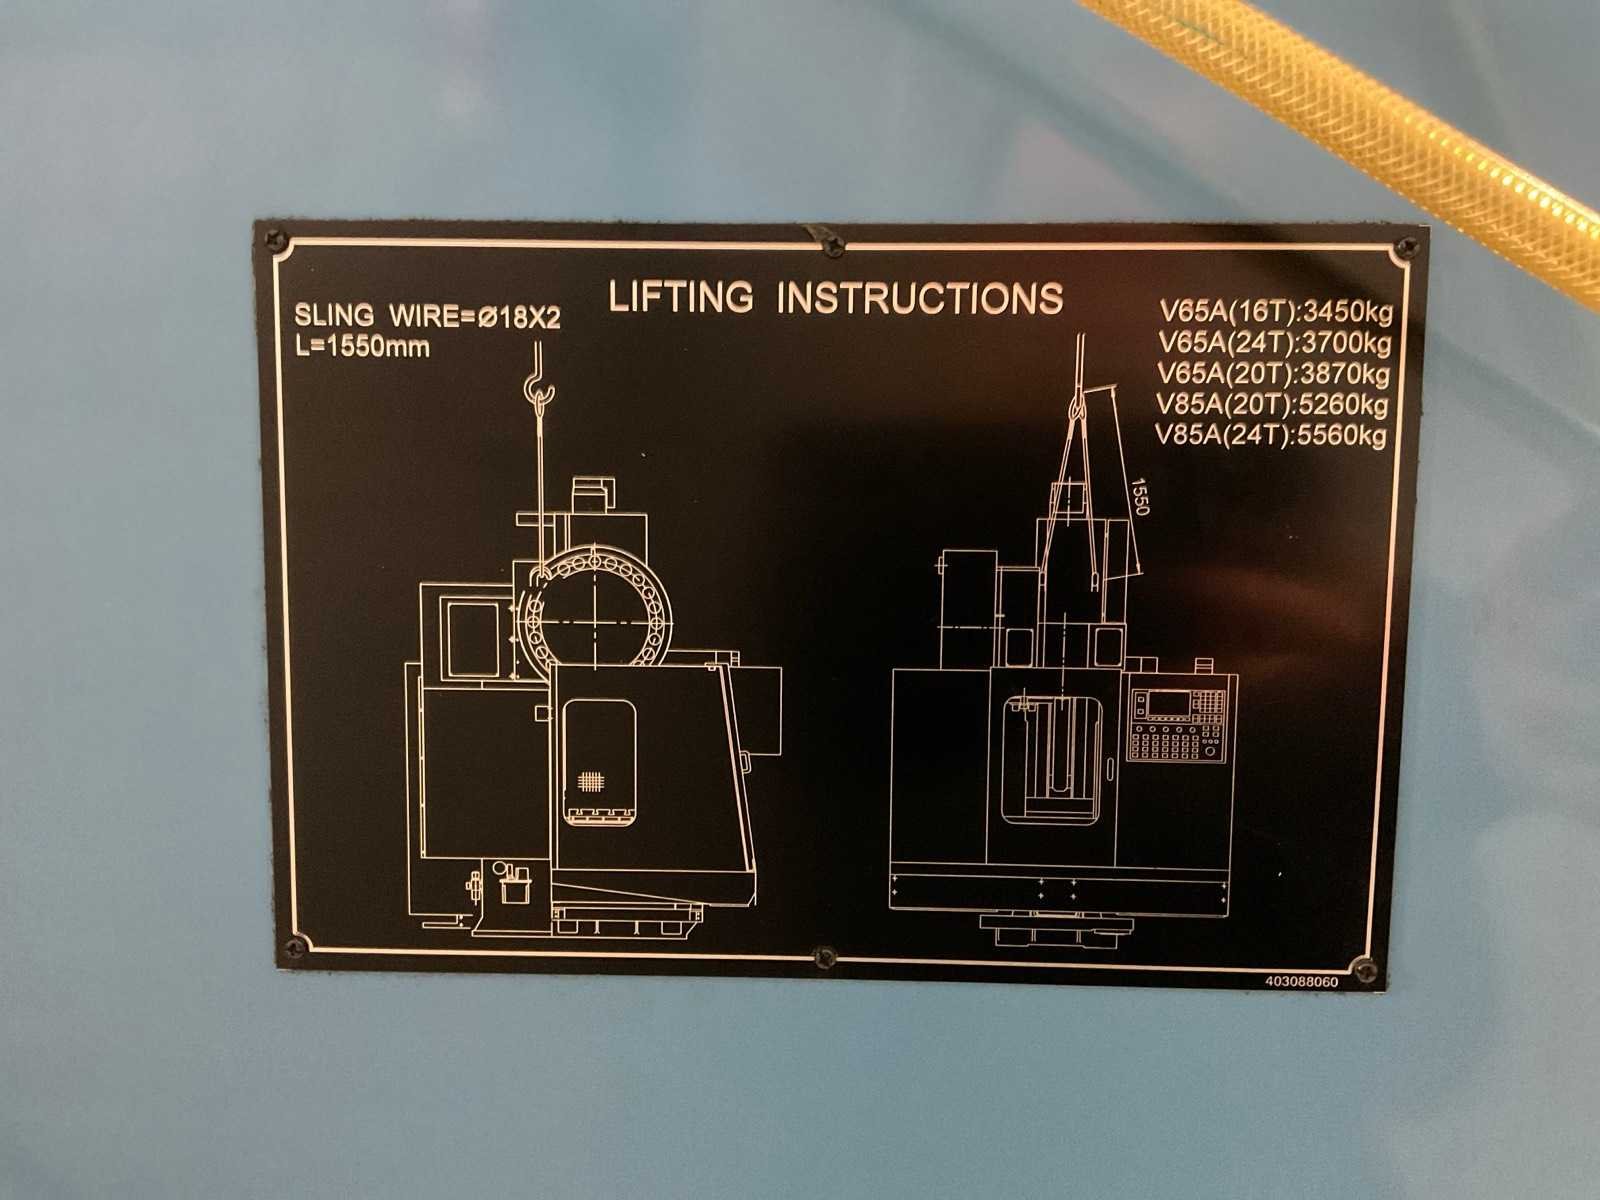 LIFTING INSTRUCTIONS
SLING WIRE=Ø18X2
L=1550mm
V65A(16T):3450kg
V65A(24T):3700kg
V65A(20T):3870kg
V85A(20T):5260kg
V85A(24T):5560kg
1550
403088060